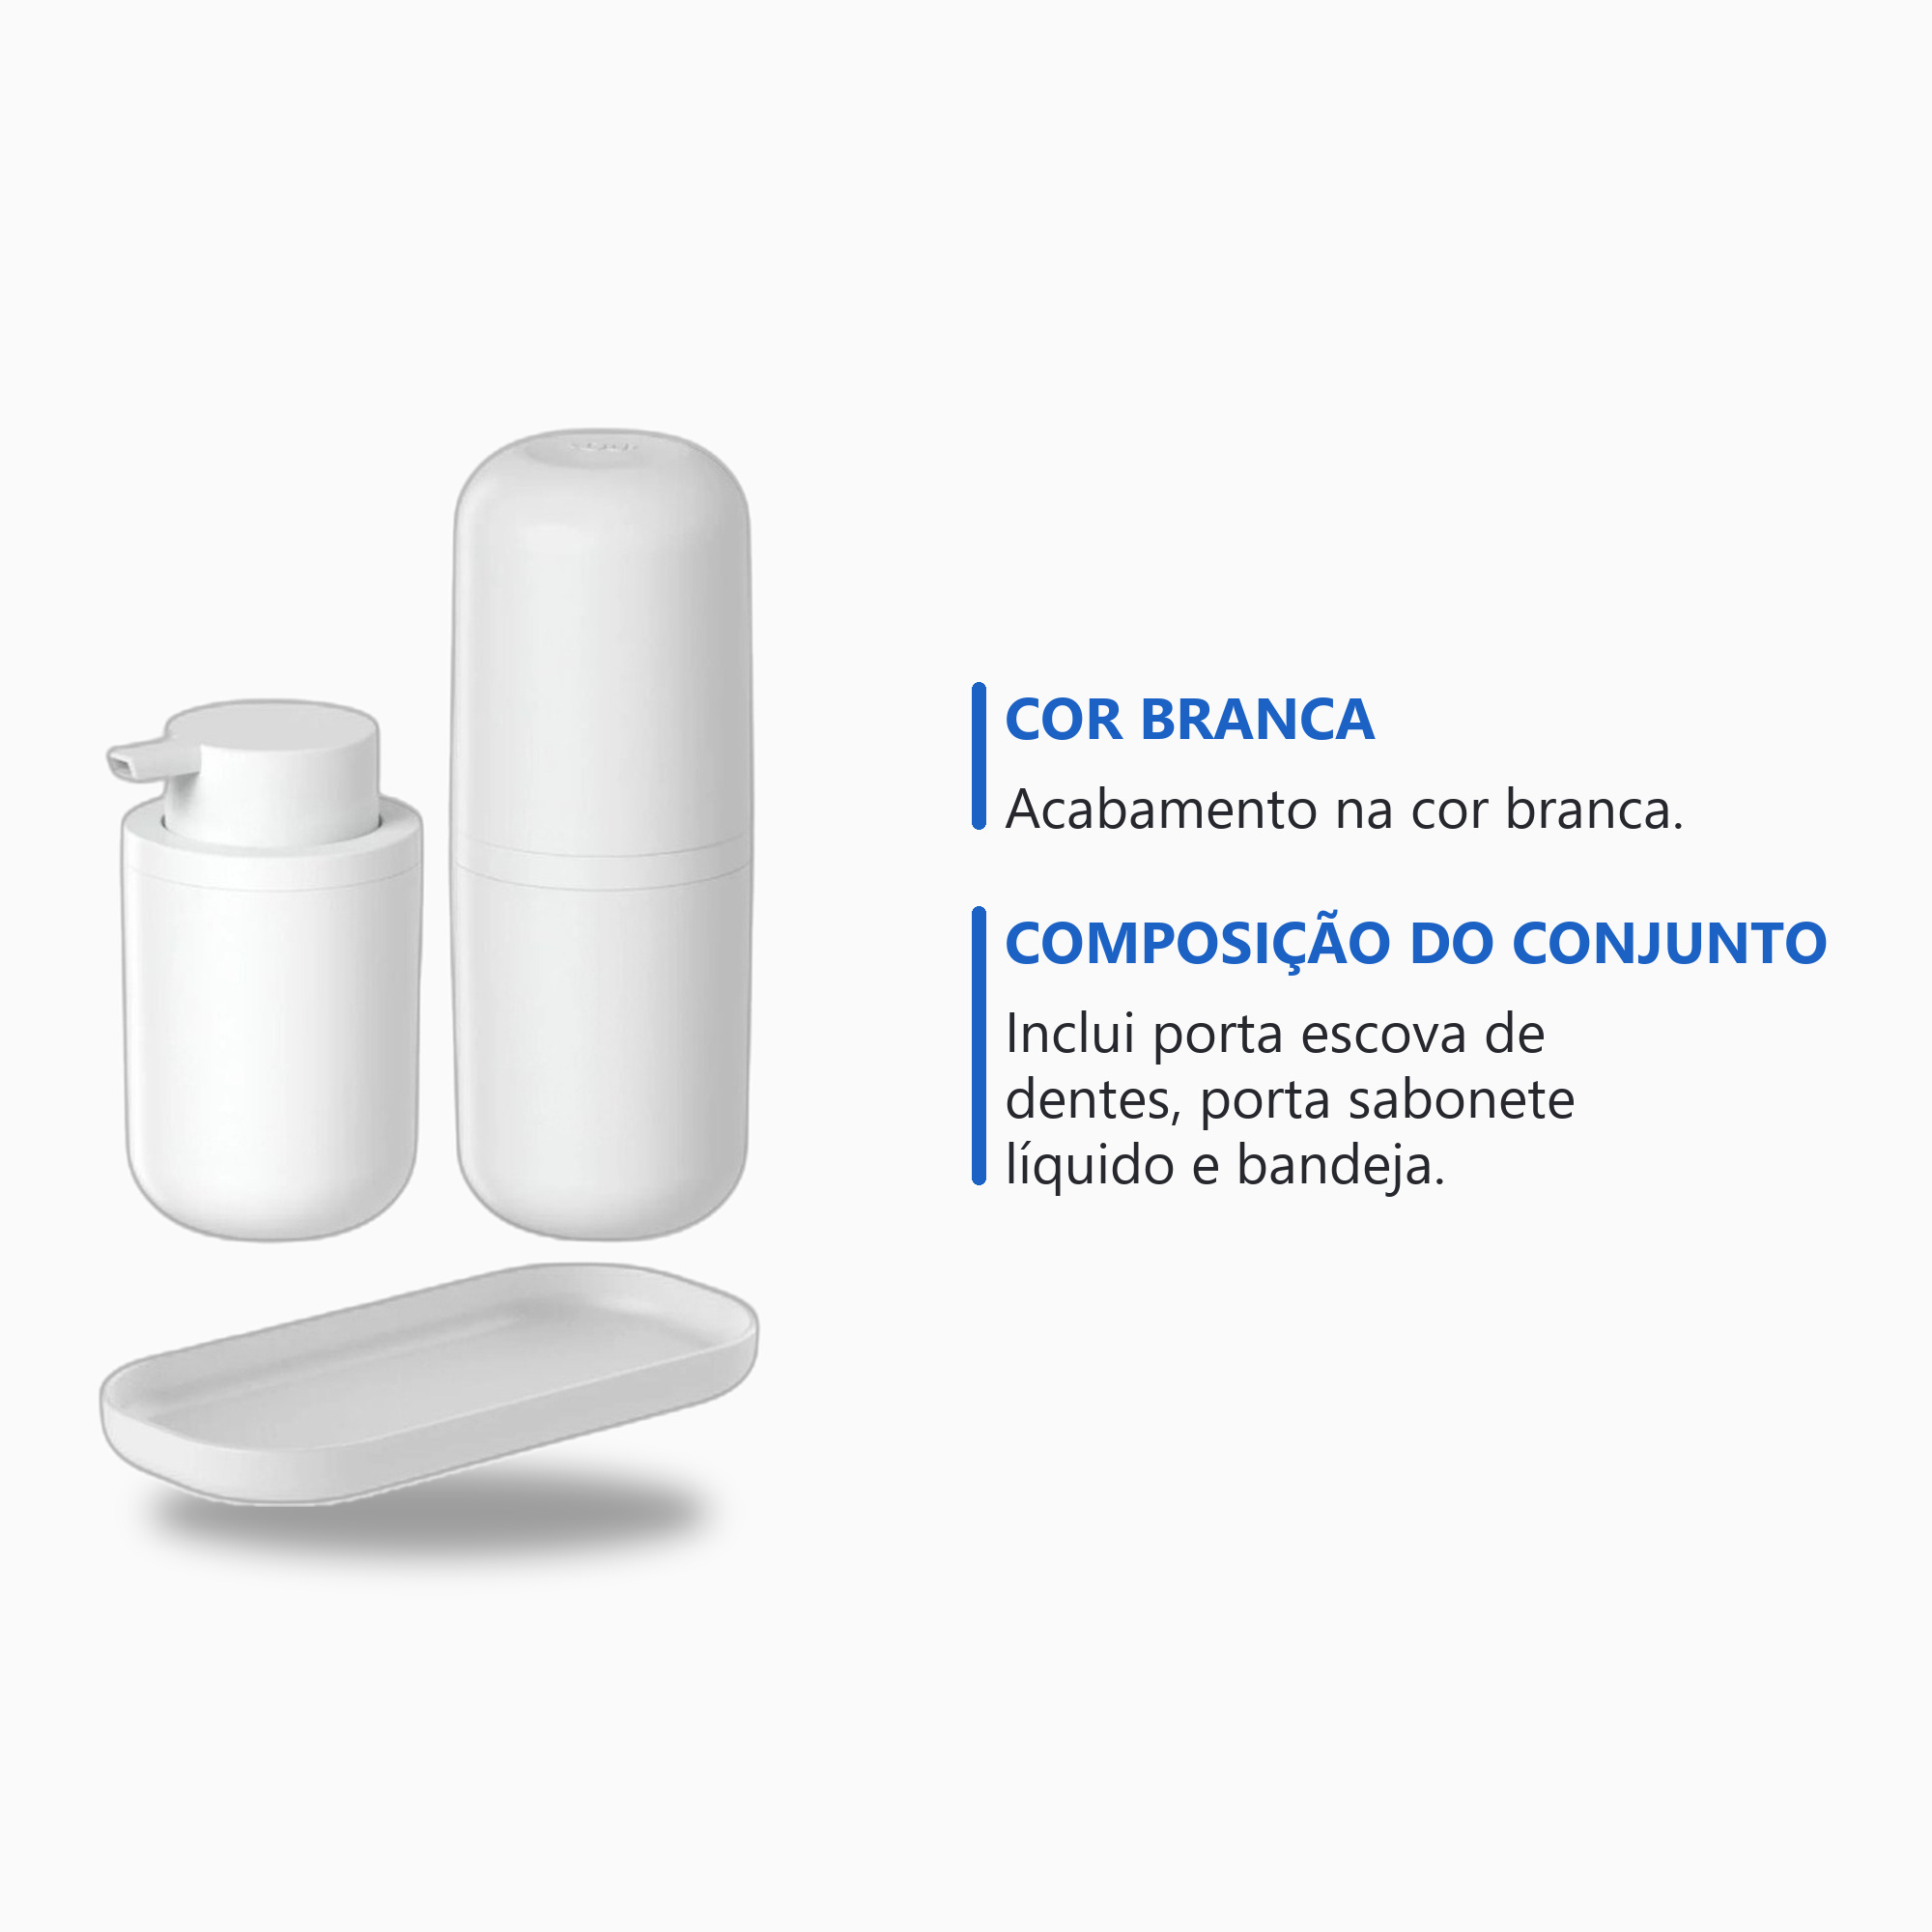 COR BRANCA
Acabamento na cor branca.
COMPOSIÇÃO DO CONJUNTO
Inclui porta escova de
dentes, porta sabonete
líquido e bandeja.